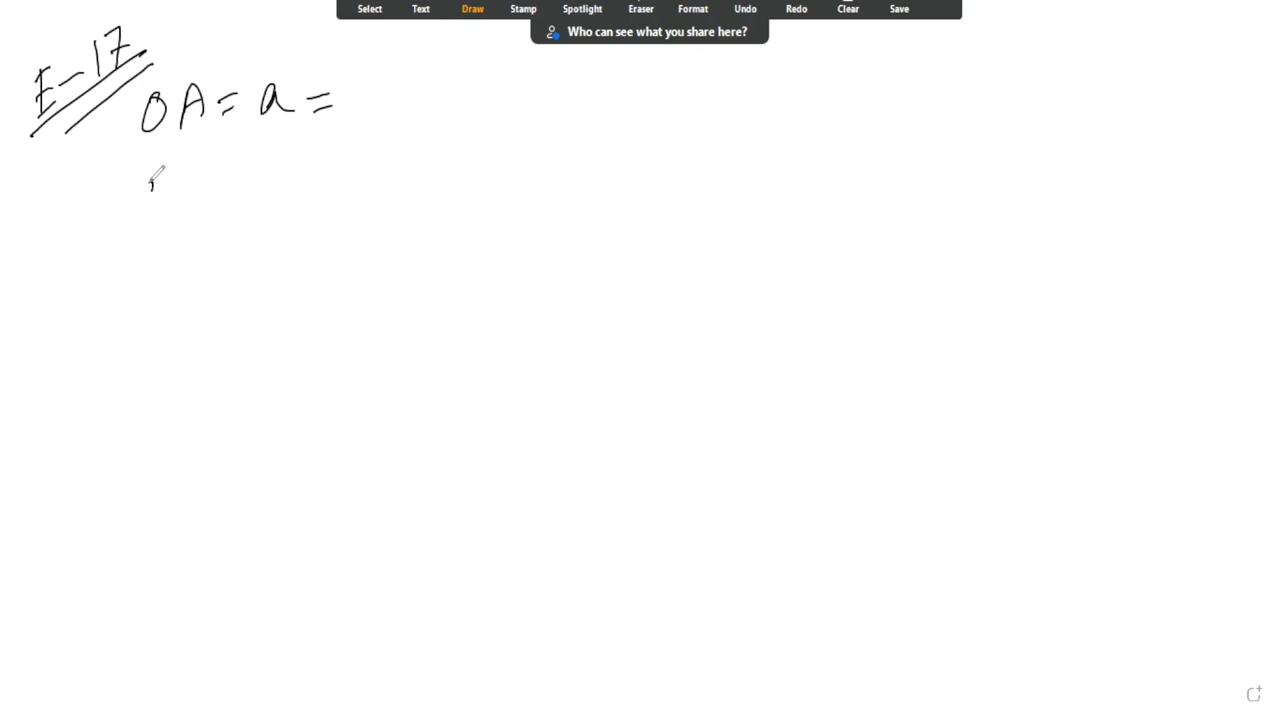 Select Text Draw Stamp Spotlight Eraser Format Undo Redo Clear Save
Who can see what you share here?
E-17
OA = a =